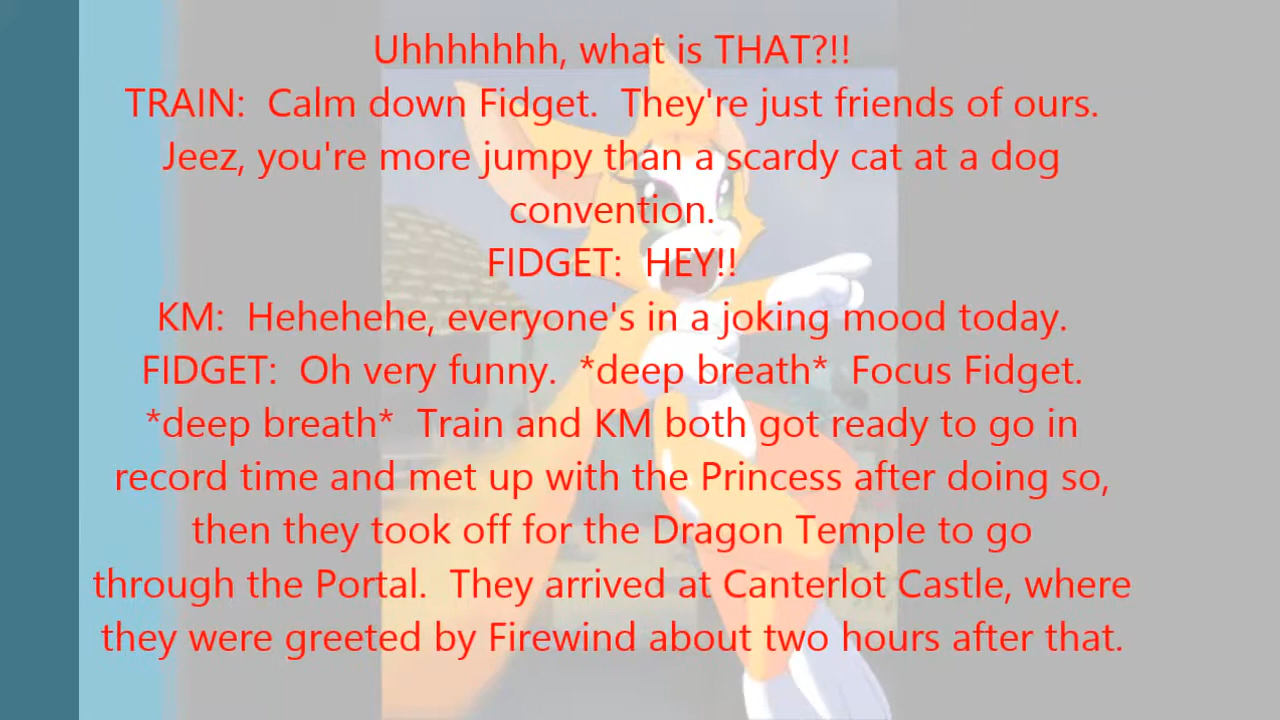 Uhhhhhhh, what is THAT?!!
TRAIN:  Calm down Fidget.  They're just friends of ours.
Jeez, you're more jumpy than a scardy cat at a dog
convention.
FIDGET:  HEY!!
KM:  Hehehehe, everyone's in a joking mood today.
FIDGET:  Oh very funny.  *deep breath*  Focus Fidget.
*deep breath*  Train and KM both got ready to go in
record time and met up with the Princess after doing so,
then they took off for the Dragon Temple to go
through the Portal.  They arrived at Canterlot Castle, where
they were greeted by Firewind about two hours after that.